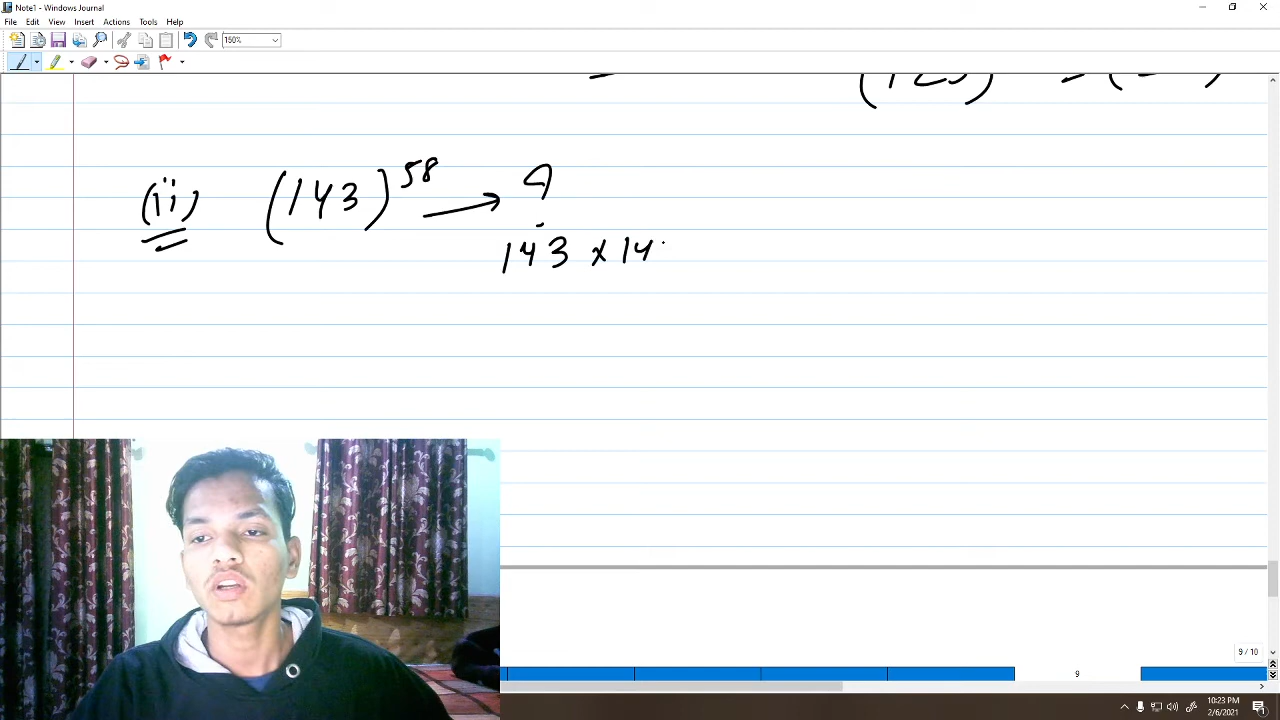 Note1 - Windows Journal
File Edit View Insert Actions Tools Help
150%
(ii) (143)^58 → ?
143 × 14
9 / 10
9
10:23 PM
2/6/2021